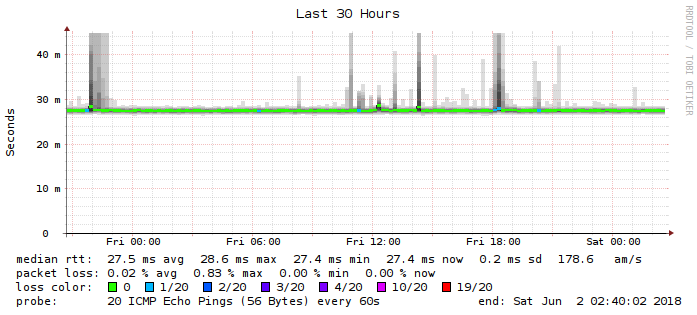 Last 30 Hours
RRDTOOL / TOBI OETIKER
Seconds
40 m
30 m
20 m
10 m
0
Fri 00:00 Fri 06:00 Fri 12:00 Fri 18:00 Sat 00:00
median rtt: 27.5 ms avg 28.6 ms max 27.4 ms min 27.4 ms now 0.2 ms sd 178.6 am/s
packet loss: 0.02 % avg 0.83 % max 0.00 % min 0.00 % now
loss color: 0 1/20 2/20 3/20 4/20 10/20 19/20
probe: 20 ICMP Echo Pings (56 Bytes) every 60s end: Sat Jun 2 02:40:02 2018